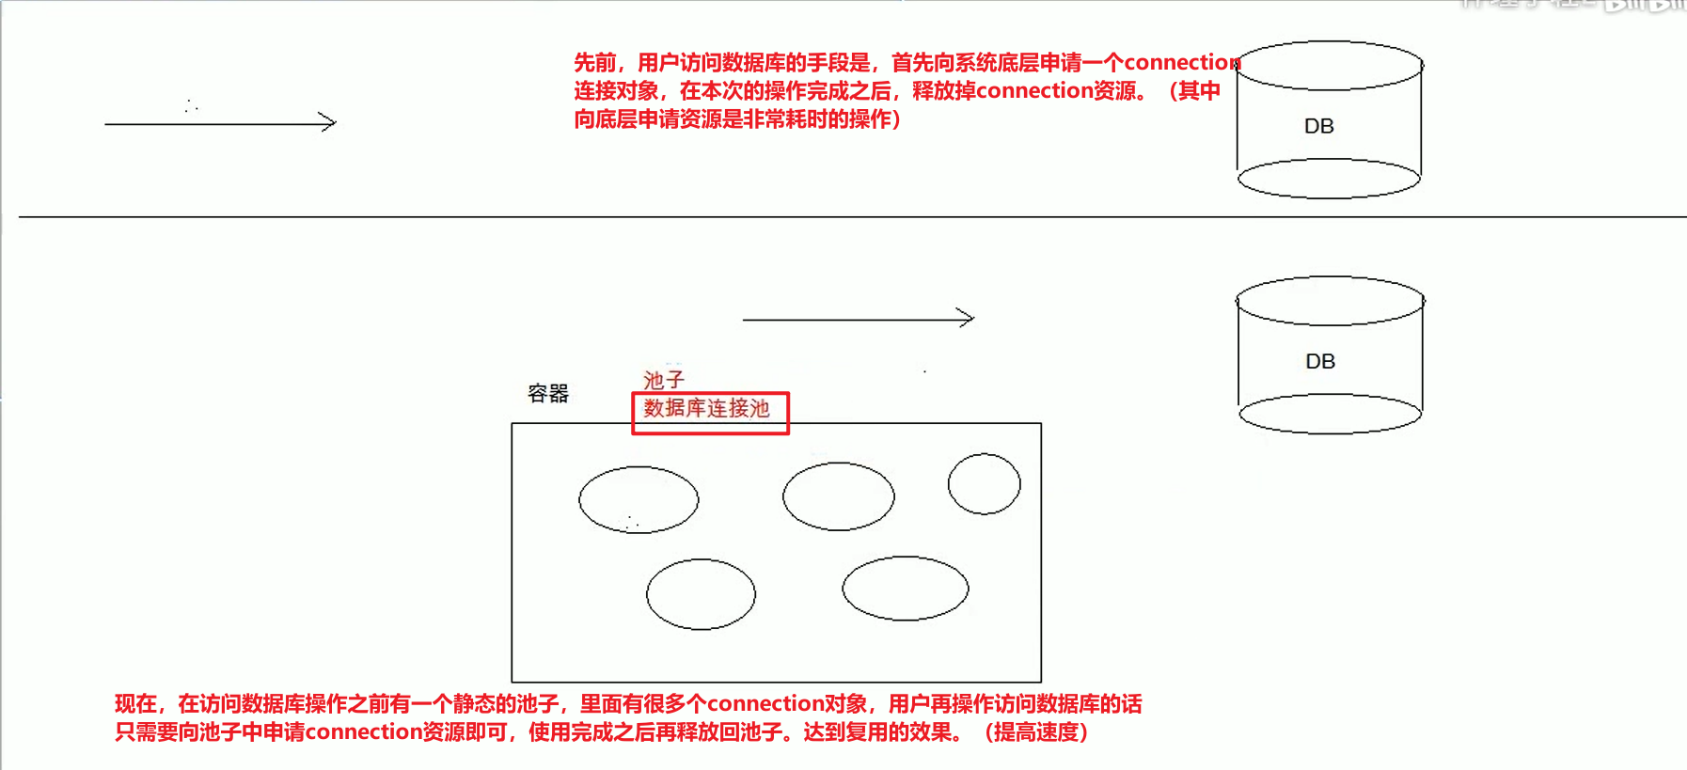 先前，用户访问数据库的手段是，首先向系统底层申请一个connection
连接对象，在本次的操作完成之后，释放掉connection资源。（其中
向底层申请资源是非常耗时的操作）
DB
DB
池子
容器
数据库连接池
现在，在访问数据库操作之前有一个静态的池子，里面有很多个connection对象，用户再操作访问数据库的话
只需要向池子中申请connection资源即可，使用完成之后再释放回池子。达到复用的效果。（提高速度）